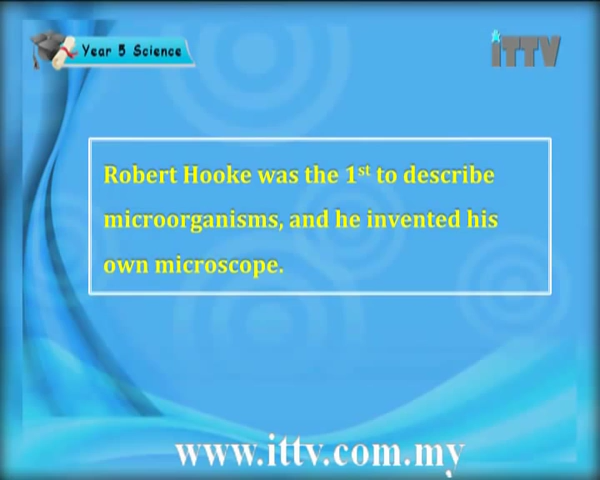 Year 5 Science
iTTV
Robert Hooke was the 1st to describe
microorganisms, and he invented his
own microscope.
www.ittv.com.my